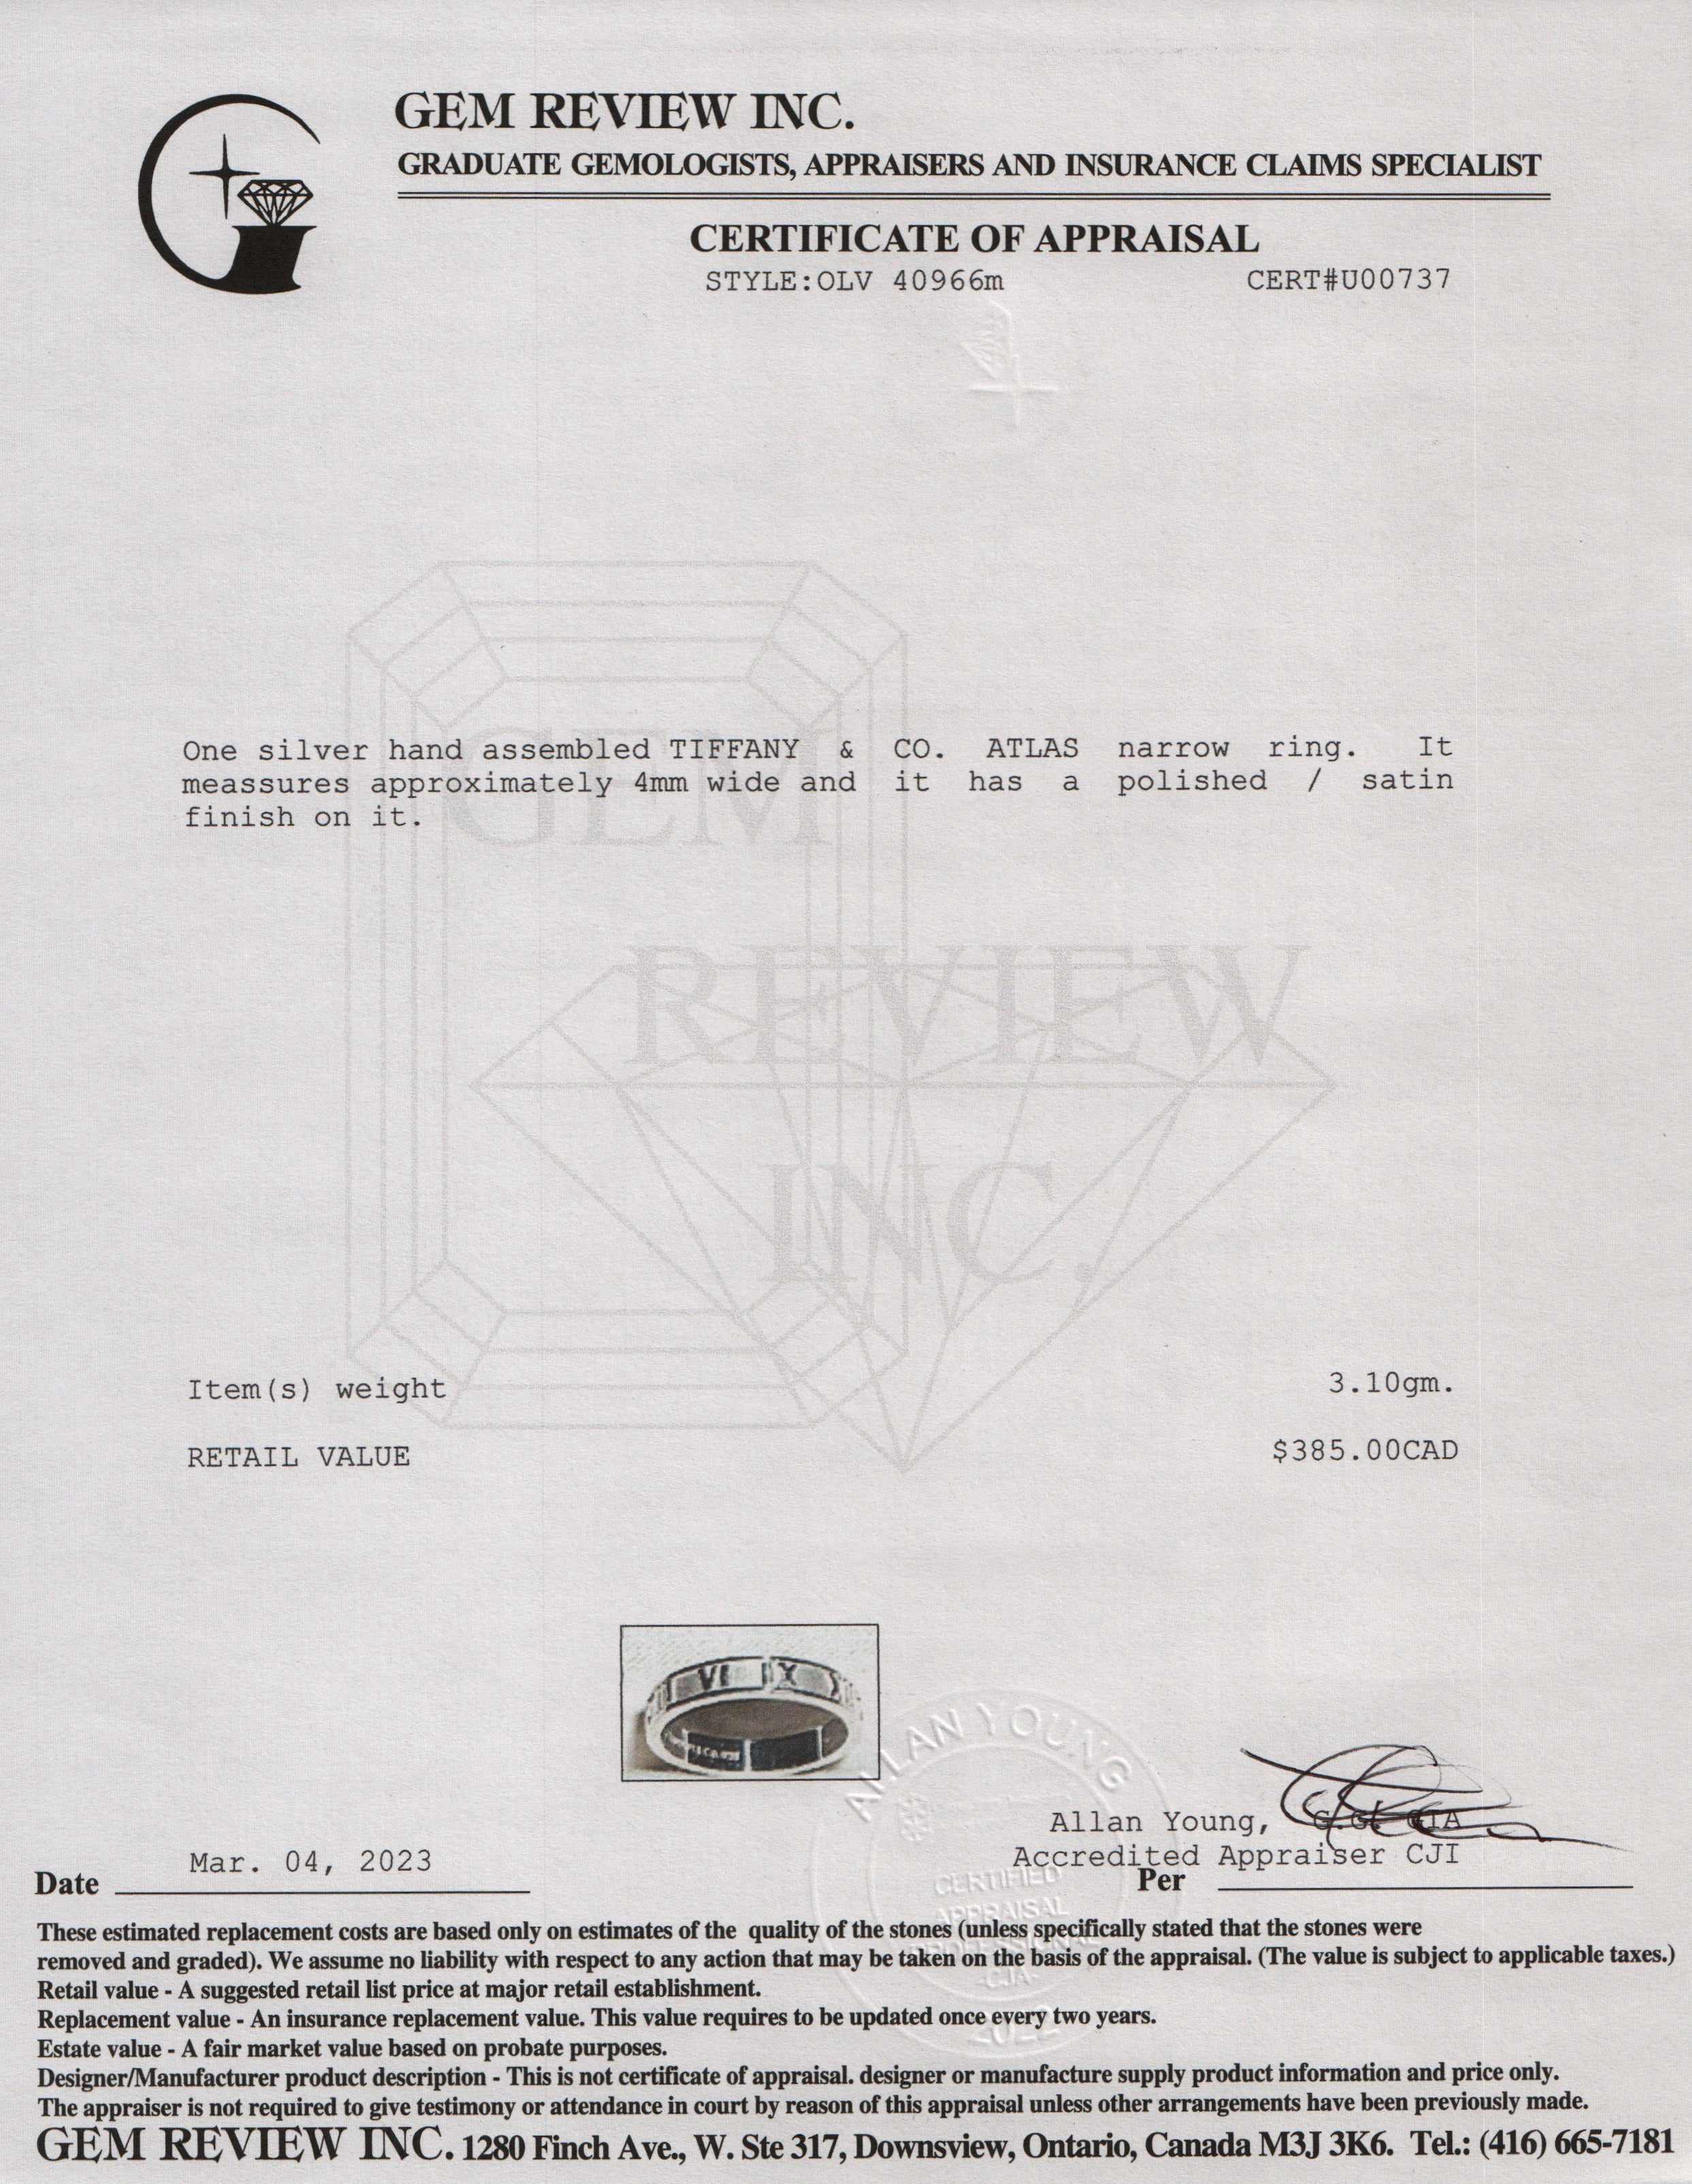 GEM REVIEW INC.
GRADUATE GEMOLOGISTS, APPRAISERS AND INSURANCE CLAIMS SPECIALIST
CERTIFICATE OF APPRAISAL
STYLE:OLV 40966m CERT#U00737
One silver hand assembled TIFFANY & CO. ATLAS narrow ring. It
meassures approximately 4mm wide and it has a polished / satin
finish on it.
GEM
REVIEW
INC.
Item(s) weight 3.10gm.
RETAIL VALUE $385.00CAD
VI IX
ALLAN YOUNG
CERTIFIED
APPRAISAL
PROFESSIONAL
-CJA-
Allan Young, G.G. GIA
Accredited Appraiser CJI
Date Mar. 04, 2023 Per
These estimated replacement costs are based only on estimates of the quality of the stones (unless specifically stated that the stones were
removed and graded). We assume no liability with respect to any action that may be taken on the basis of the appraisal. (The value is subject to applicable taxes.)
Retail value - A suggested retail list price at major retail establishment.
Replacement value - An insurance replacement value. This value requires to be updated once every two years.
Estate value - A fair market value based on probate purposes.
Designer/Manufacturer product description - This is not certificate of appraisal. designer or manufacture supply product information and price only.
The appraiser is not required to give testimony or attendance in court by reason of this appraisal unless other arrangements have been previously made.
GEM REVIEW INC. 1280 Finch Ave., W. Ste 317, Downsview, Ontario, Canada M3J 3K6. Tel.: (416) 665-7181